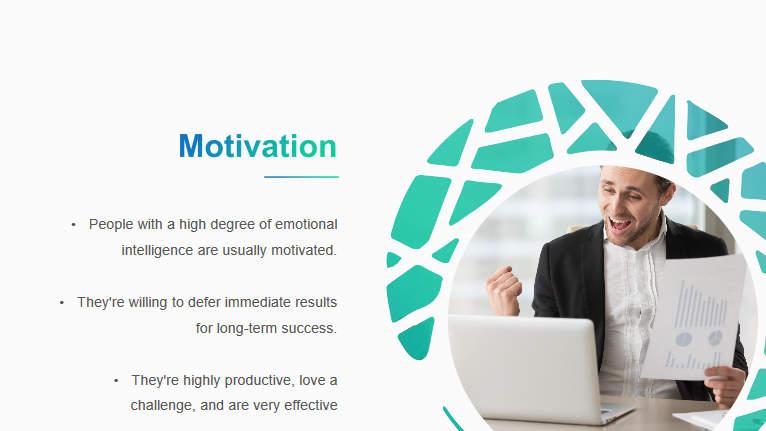 Motivation
• People with a high degree of emotional
intelligence are usually motivated.
• They're willing to defer immediate results
for long-term success.
• They're highly productive, love a
challenge, and are very effective